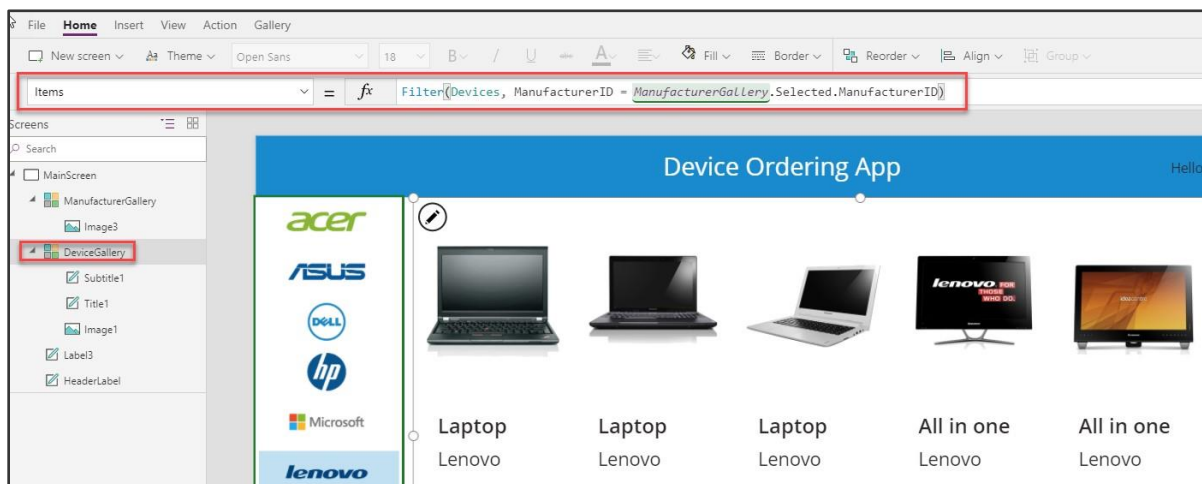 File Home Insert View Action Gallery
New screen Theme Open Sans 18 B / U abc A Fill Border Reorder Align Group
Items = fx Filter(Devices, ManufacturerID = ManufacturerGallery.Selected.ManufacturerID)
Screens
Search
MainScreen
ManufacturerGallery
Image3
DeviceGallery
Subtitle1
Title1
Image1
Label3
HeaderLabel
Device Ordering App
Hello
acer
ASUS
DELL
hp
Microsoft
lenovo
lenovo FOR
THOSE
WHO DO.
Laptop Laptop Laptop All in one All in one
Lenovo Lenovo Lenovo Lenovo Lenovo